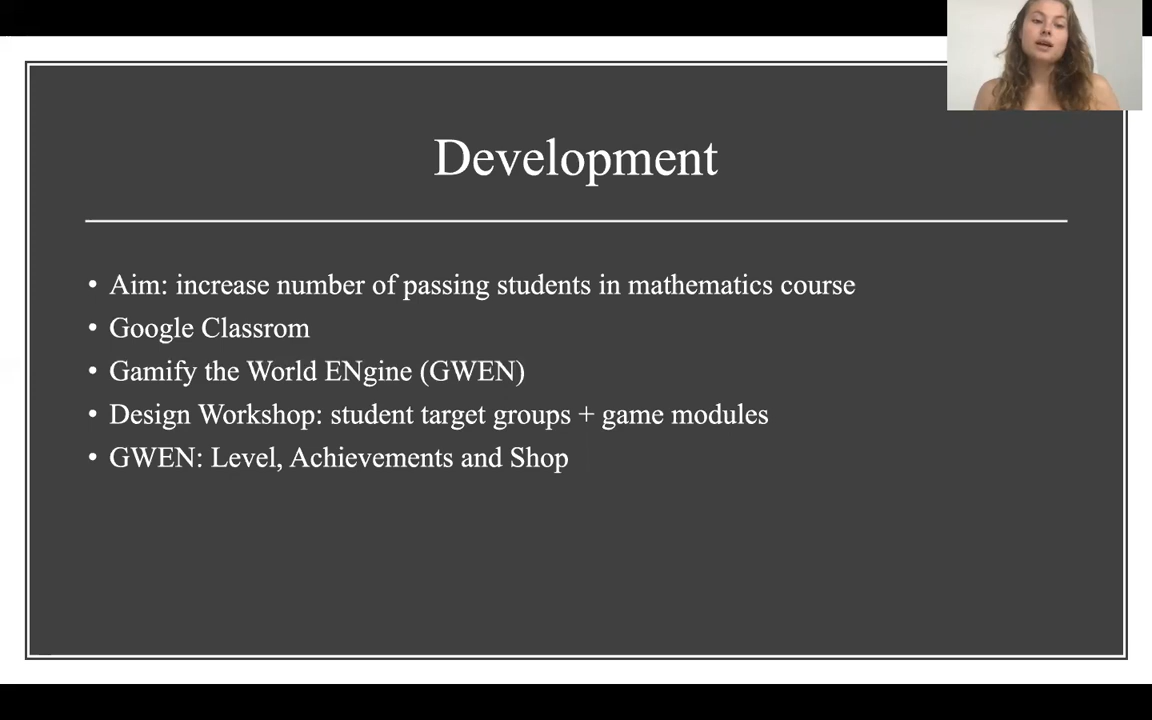 Development
• Aim: increase number of passing students in mathematics course
• Google Classrom
• Gamify the World ENgine (GWEN)
• Design Workshop: student target groups + game modules
• GWEN: Level, Achievements and Shop